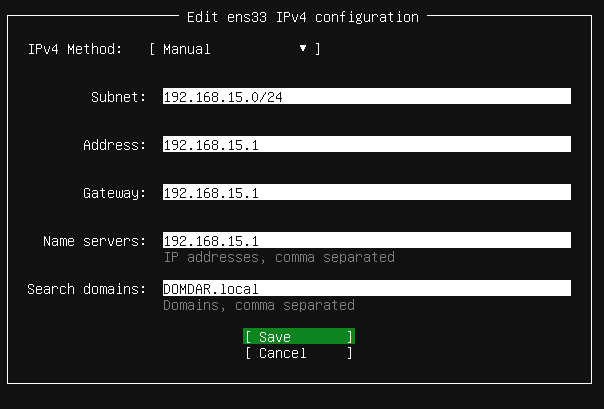 Edit ens33 IPv4 configuration
IPv4 Method: [ Manual ▾ ]
Subnet: 192.168.15.0/24
Address: 192.168.15.1
Gateway: 192.168.15.1
Name servers: 192.168.15.1
IP addresses, comma separated
Search domains: DOMDAR.local
Domains, comma separated
[ Save ]
[ Cancel ]